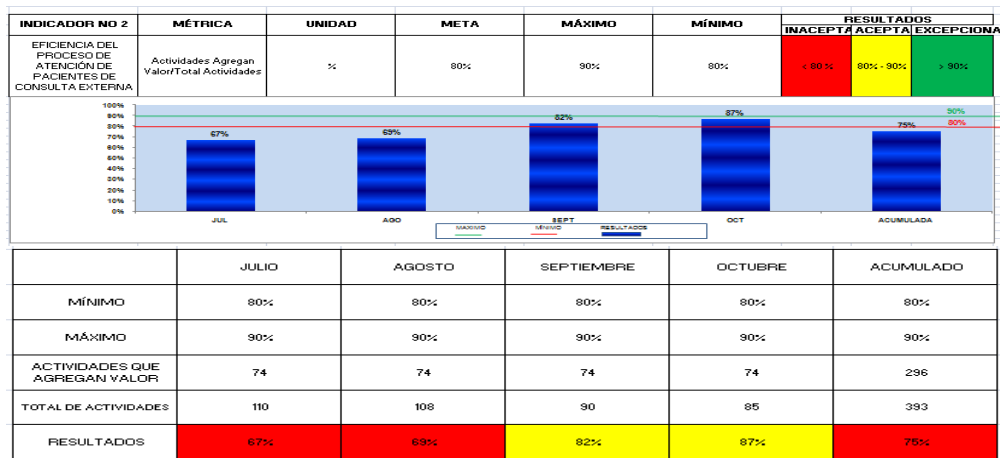 INDICADOR NO 2 MÉTRICA UNIDAD META MÁXIMO MÍNIMO RESULTADOS
INACEPTA ACEPTA EXCEPCIONA
EFICIENCIA DEL
PROCESO DE
ATENCIÓN DE
PACIENTES DE
CONSULTA EXTERNA
Actividades Agregan
Valor/Total Actividades
% 80% 90% 80% < 80 % 80% - 90% > 90%
100%
90%
80%
70%
60%
50%
40%
30%
20%
10%
0%
67% 69% 82% 87% 75%
90%
80%
JUL AGO SEPT OCT ACUMULADA
MÁXIMO MÍNIMO RESULTADOS
JULIO AGOSTO SEPTIEMBRE OCTUBRE ACUMULADO
MÍNIMO 80% 80% 80% 80% 80%
MÁXIMO 90% 90% 90% 90% 90%
ACTIVIDADES QUE
AGREGAN VALOR 74 74 74 74 296
TOTAL DE ACTIVIDADES 110 108 90 85 393
RESULTADOS 67% 69% 82% 87% 75%